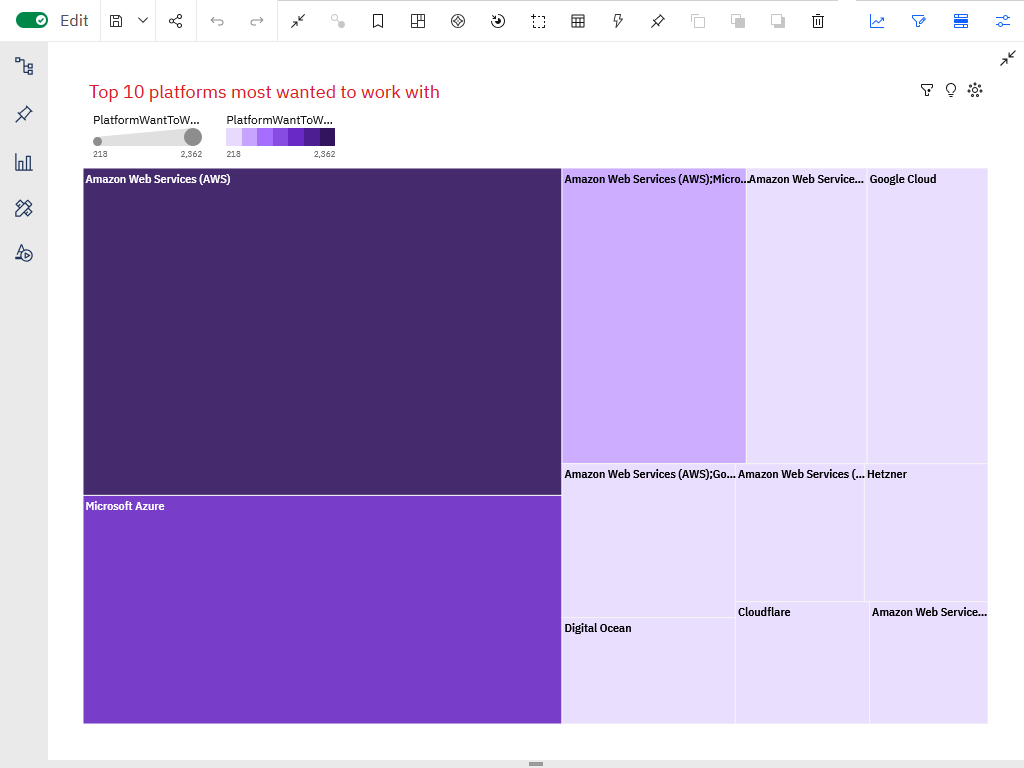 Edit
Top 10 platforms most wanted to work with
PlatformWantToW... PlatformWantToW...
218 2,362 218 2,362
Amazon Web Services (AWS) Amazon Web Services (AWS);Micro... Amazon Web Service... Google Cloud
Amazon Web Services (AWS);Go... Amazon Web Services (... Hetzner
Microsoft Azure
Cloudflare Amazon Web Service...
Digital Ocean